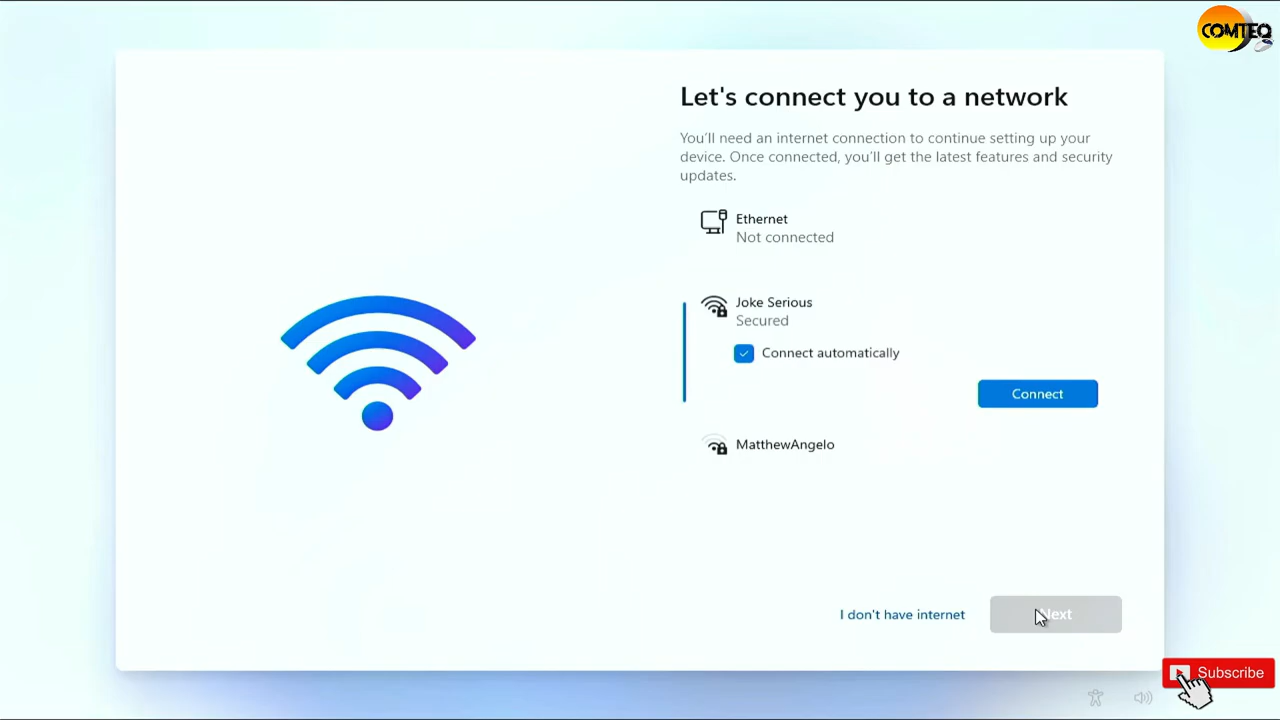 COMTEQ
Let's connect you to a network
You'll need an internet connection to continue setting up your
device. Once connected, you'll get the latest features and security
updates.
Ethernet
Not connected
Joke Serious
Secured
Connect automatically
Connect
MatthewAngelo
I don't have internet
Next
Subscribe